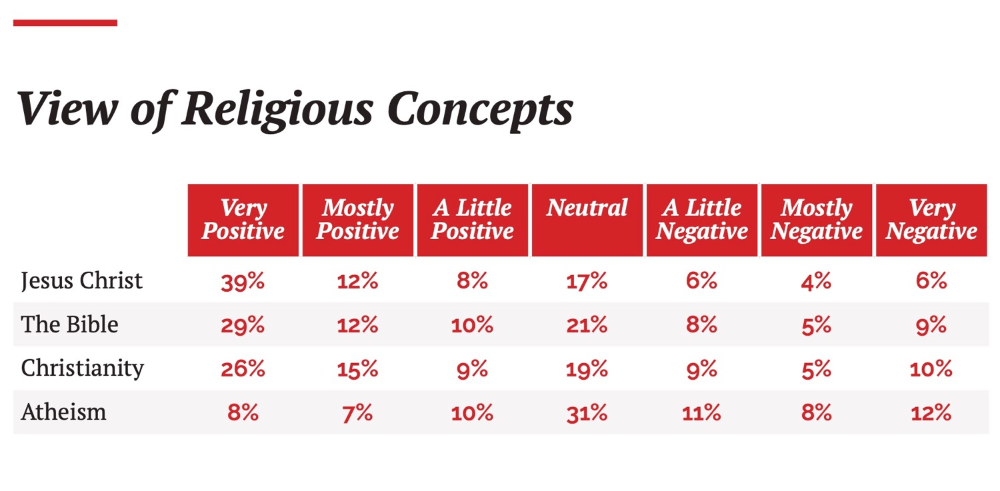 View of Religious Concepts
Very Positive Mostly Positive A Little Positive Neutral A Little Negative Mostly Negative Very Negative
Jesus Christ 39% 12% 8% 17% 6% 4% 6%
The Bible 29% 12% 10% 21% 8% 5% 9%
Christianity 26% 15% 9% 19% 9% 5% 10%
Atheism 8% 7% 10% 31% 11% 8% 12%